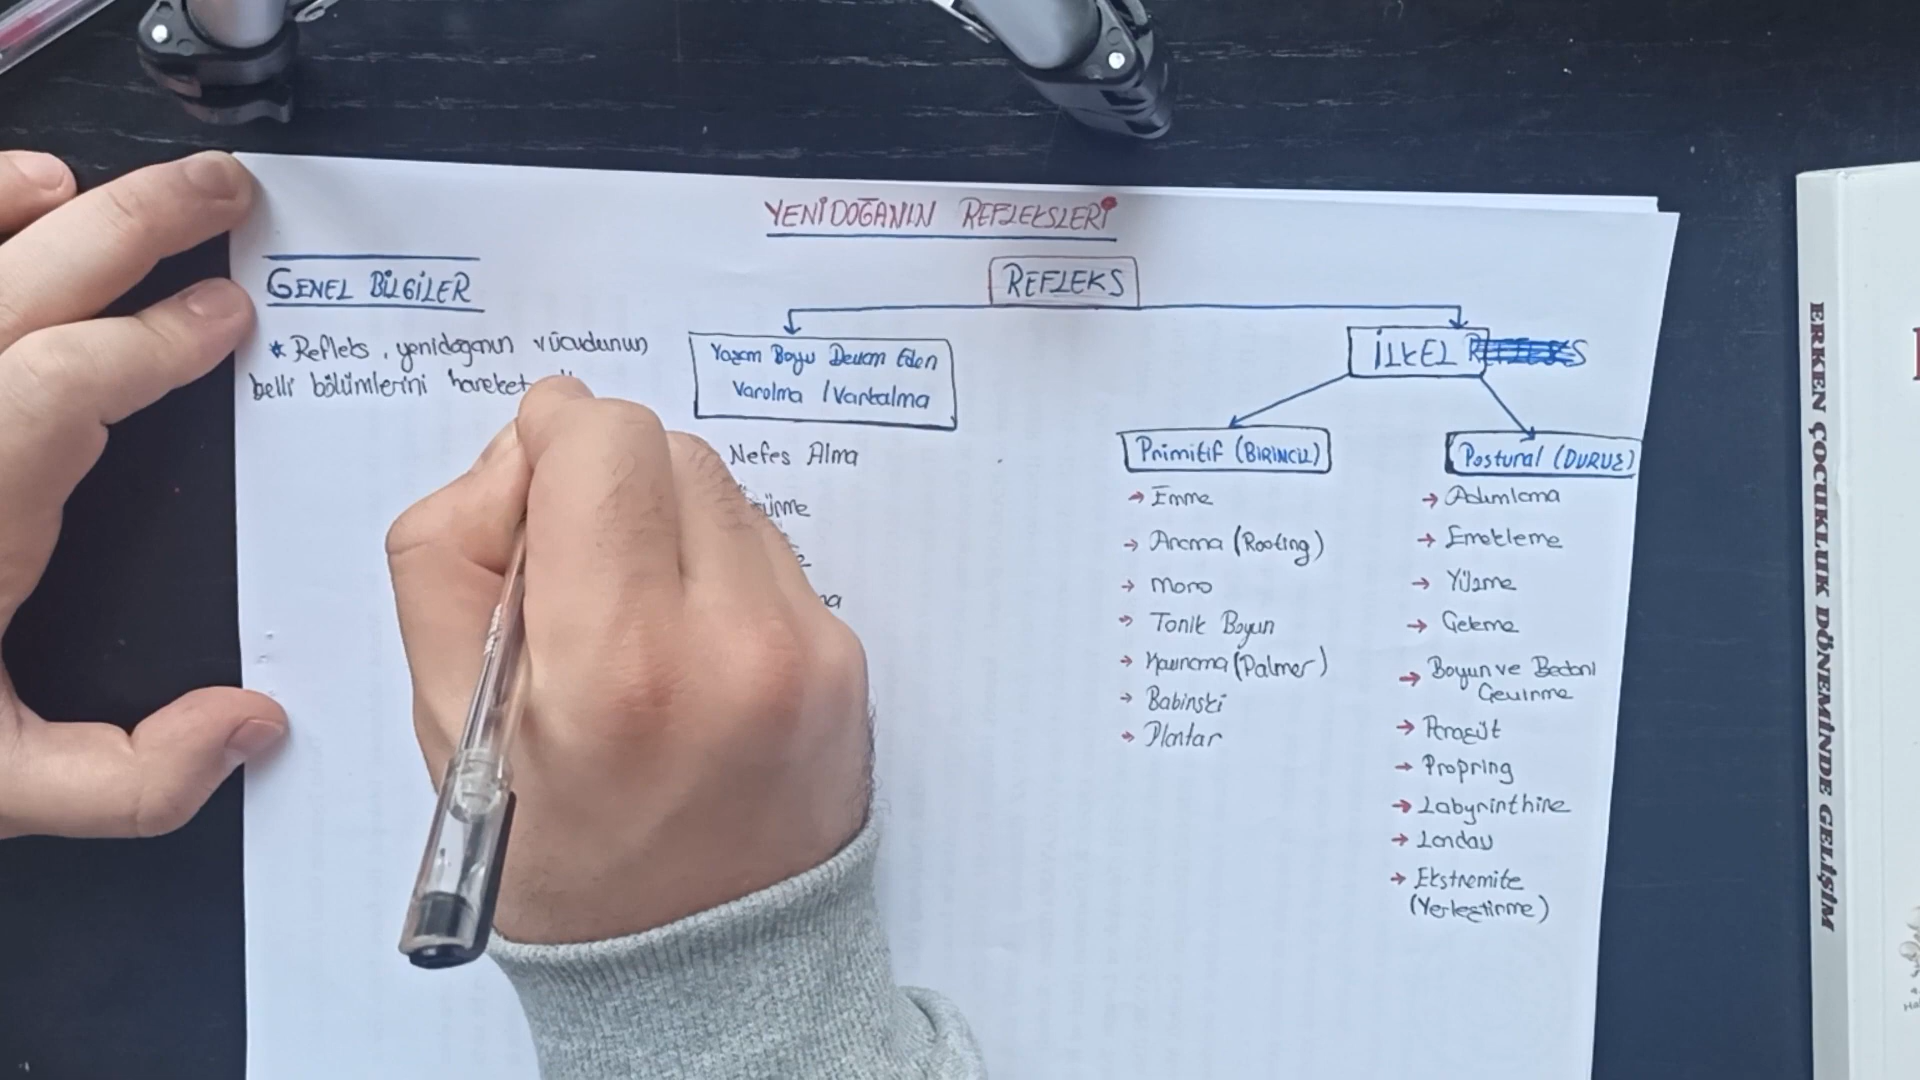 YENİDOĞANIN REFLEKSLERİ
GENEL BİLGİLER
* Refleks, yenidoğanın vücudunun
belli bölümlerini hareket
REFLEKS
Yaşam Boyu Devam Eden
Varolma / Varkalma
Nefes Alma
İLKEL
Primitif (BİRİNCİL)
→ Emme
→ Arama (Rooting)
→ Moro
→ Tonik Boyun
→ Kavrama (Palmer)
→ Babinski
→ Plantar
Postural (DURUŞ)
→ Adımlama
→ Emekleme
→ Yüzme
→ Çekme
→ Boyun ve Bedeni
Çevirme
→ Paraşüt
→ Propring
→ Labyrinthine
→ Landau
→ Ekstremite
(Yerleştirme)
ERKEN ÇOCUKLUK DÖNEMİNDE GELİŞİM